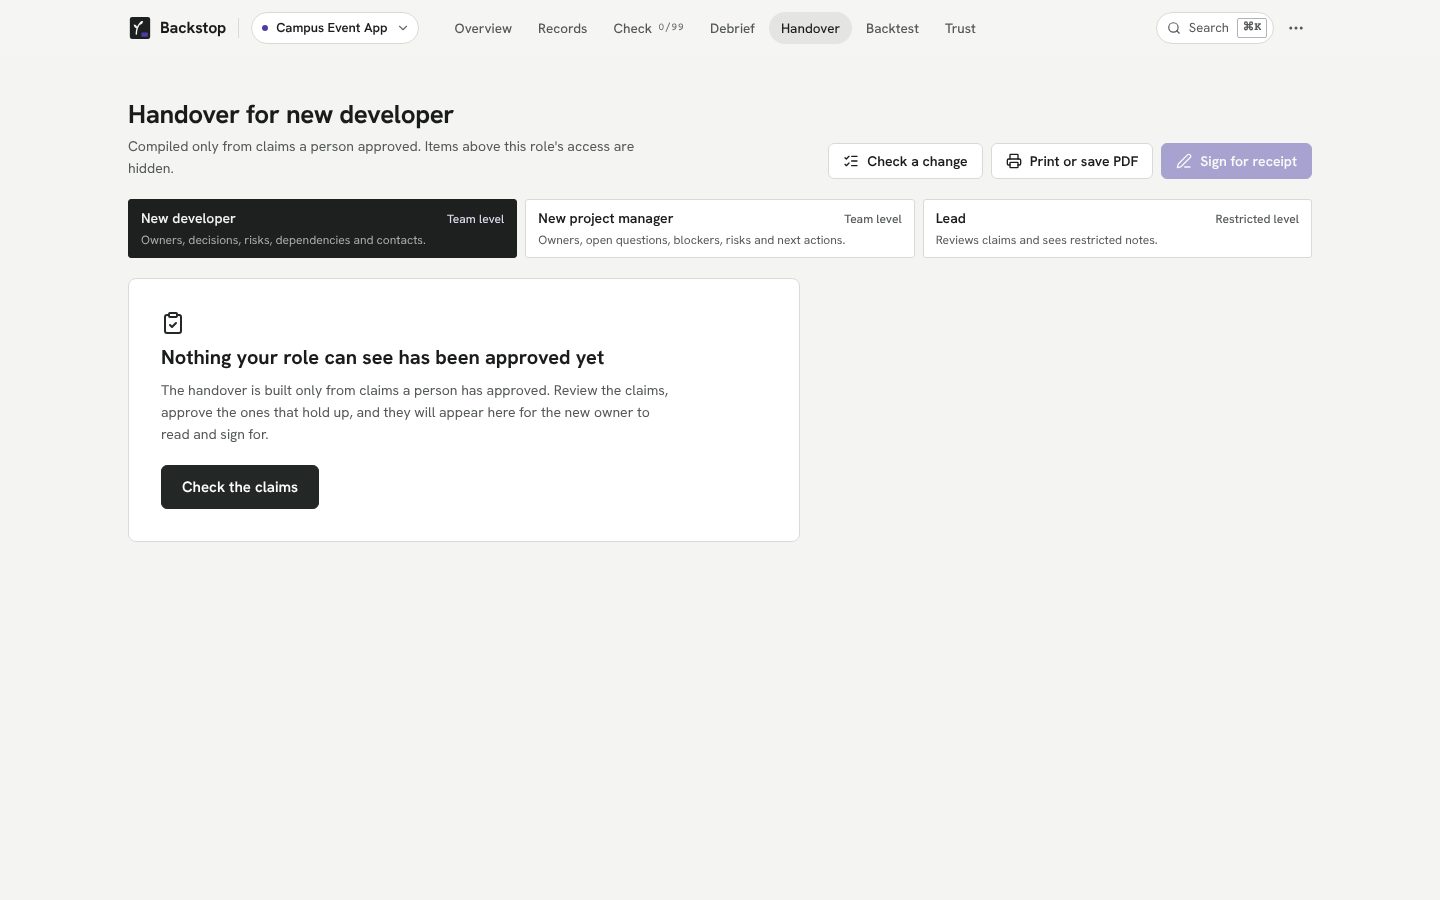 Backstop
Campus Event App
Overview
Records
Check 0/99
Debrief
Handover
Backtest
Trust
Search ⌘K
Handover for new developer
Compiled only from claims a person approved. Items above this role's access are
hidden.
Check a change
Print or save PDF
Sign for receipt
New developer
Team level
Owners, decisions, risks, dependencies and contacts.
New project manager
Team level
Owners, open questions, blockers, risks and next actions.
Lead
Restricted level
Reviews claims and sees restricted notes.
Nothing your role can see has been approved yet
The handover is built only from claims a person has approved. Review the claims,
approve the ones that hold up, and they will appear here for the new owner to
read and sign for.
Check the claims